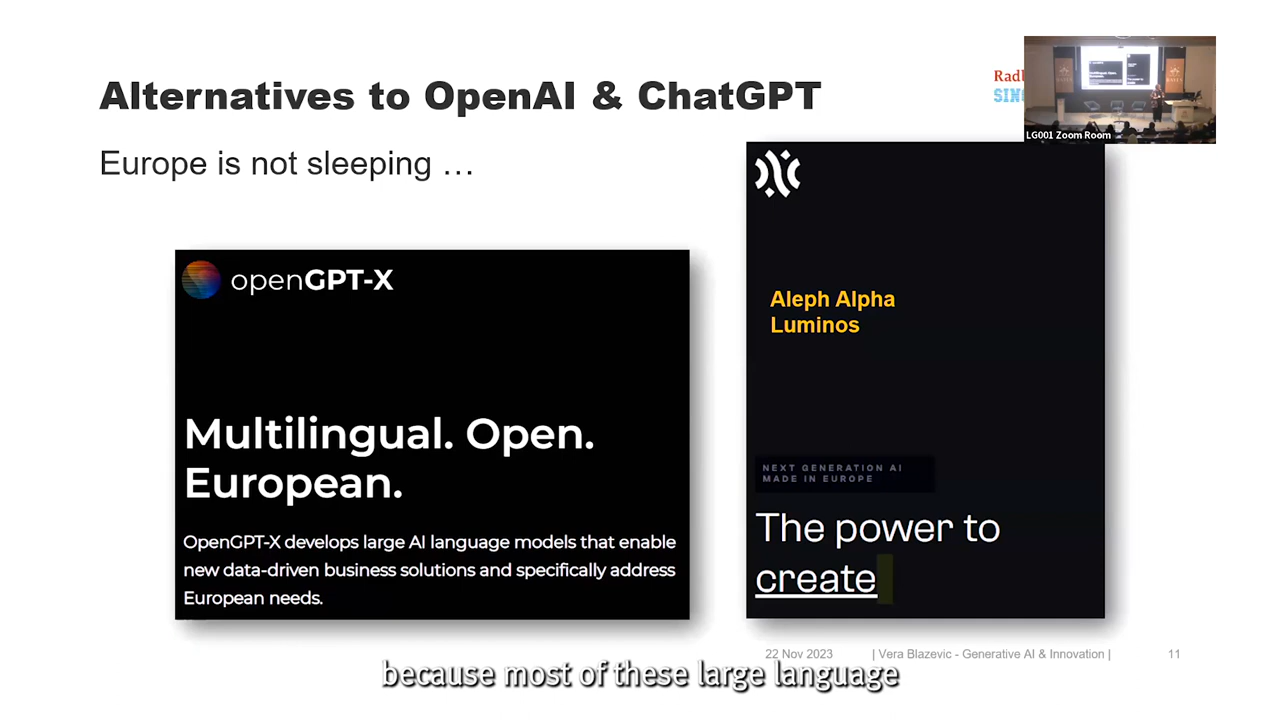 Alternatives to OpenAI & ChatGPT
Europe is not sleeping …
LG001 Zoom Room
openGPT-X
Multilingual. Open.
European.
OpenGPT-X develops large AI language models that enable
new data-driven business solutions and specifically address
European needs.
Aleph Alpha
Luminos
NEXT GENERATION AI
MADE IN EUROPE
The power to
create
22 Nov 2023
| Vera Blazevic - Generative AI & Innovation |
11
because most of these large language